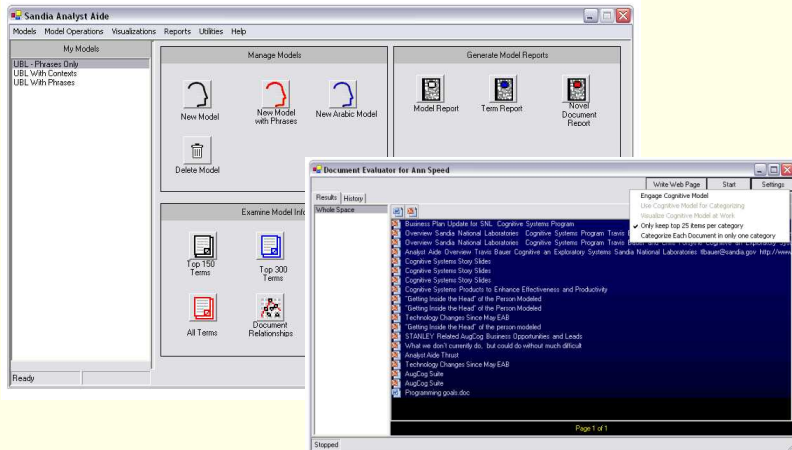 Sandia Analyst Aide
Models Model Operations Visualizations Reports Utilities Help
My Models
UBL - Phrases Only
UBL With Contexts
UBL With Phrases
Manage Models
New Model
New Model
with Phrases
New Arabic Model
Delete Model
Generate Model Reports
Model Report
Term Report
Novel
Document
Report
Examine Model Info
Top 150
Terms
Top 300
Terms
All Terms
Document
Relationships
Ready
Document Evaluator for Ann Speed
Write Web Page Start Settings
Engage Cognitive Model
Use Cognitive Model for Categorizing
Visualize Cognitive Model at Work
Only keep top 25 items per category
Categorize Each Document in only one category
Results History
Whole Space
Business Plan Update for SNL Cognitive Systems Program
Overview Sandia National Laboratories Cognitive Systems Program Travis
Overview Sandia National Laboratories Cognitive Systems Program Travis Bauer and Chris Forsythe Cognitive an Exploratory
Analyst Aide Overview Travis Bauer Cognitive an Exploratory Systems Sandia National Laboratories tlbauer@sandia.gov http://www
Cognitive Systems Story Slides
Cognitive Systems Story Slides
Cognitive Systems Story Slides
Cognitive Systems Products to Enhance Effectiveness and Productivity
"Getting Inside the Head" of the Person Modeled
"Getting Inside the Head" of the Person Modeled
Technology Changes Since May EAB
"Getting Inside the Head" of the person modeled
STANLEY Related AugCog Business Opportunities and Leads
What we don't currently do, but could do without much difficult
Analyst Aide Thrust
Technology Changes Since May EAB
AugCog Suite
AugCog Suite
Programming goals.doc
Page 1 of 1
Stopped